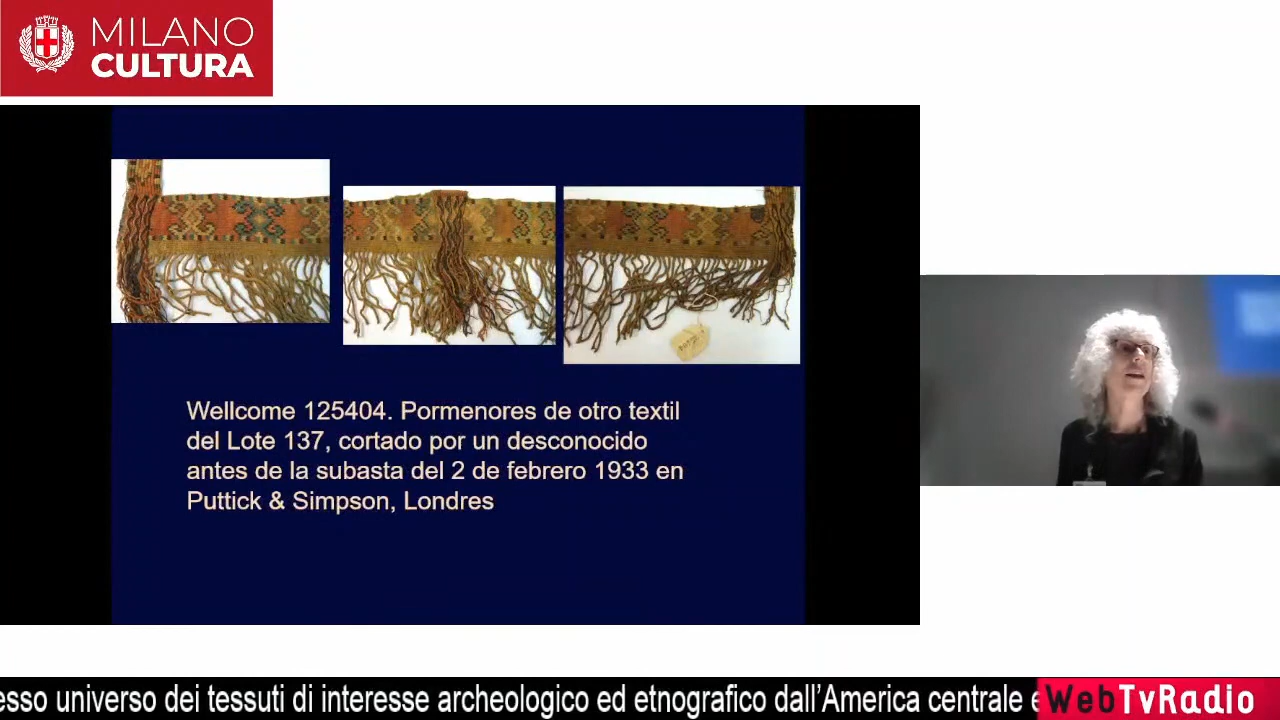 MILANO
CULTURA
Wellcome 125404. Pormenores de otro textil
del Lote 137, cortado por un desconocido
antes de la subasta del 2 de febrero 1933 en
Puttick & Simpson, Londres
esso universo dei tessuti di interesse archeologico ed etnografico dall'America centrale e
WebTvRadio